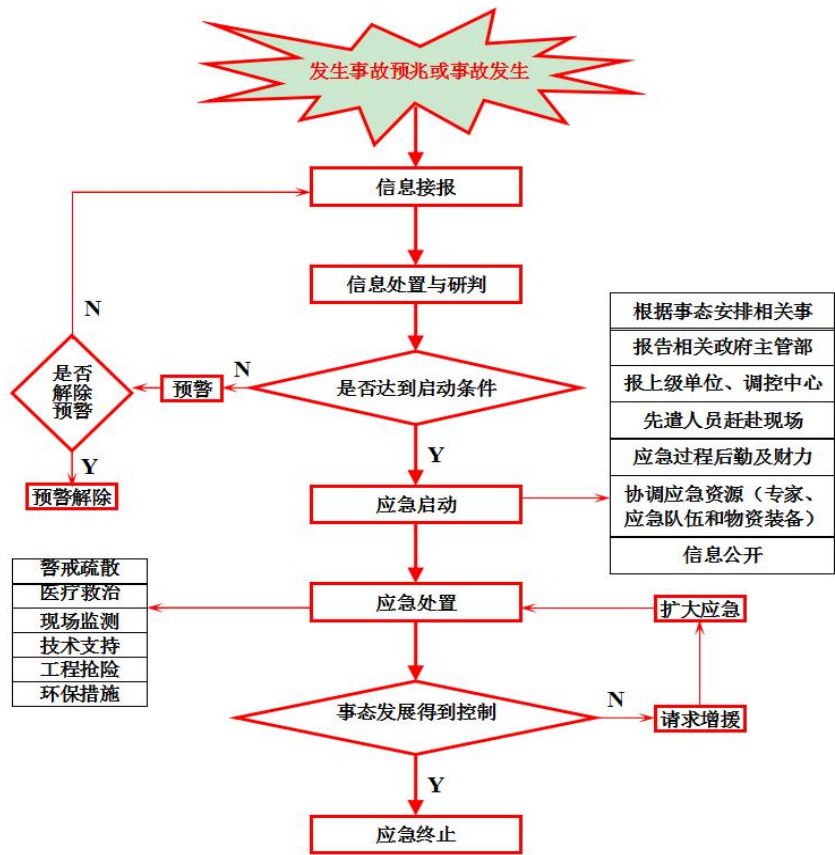 发生事故预兆或事故发生
信息接报
信息处置与研判
N
根据事态安排相关事
报告相关政府主管部
报上级单位、调控中心
先遣人员赶赴现场
应急过程后勤及财力
协调应急资源（专家、
应急队伍和物资装备）
信息公开
是否达到启动条件
N
预警
是否
解除
预警
Y
预警解除
Y
应急启动
警戒疏散
医疗救治
现场监测
技术支持
工程抢险
环保措施
应急处置
扩大应急
事态发展得到控制
N
请求增援
Y
应急终止